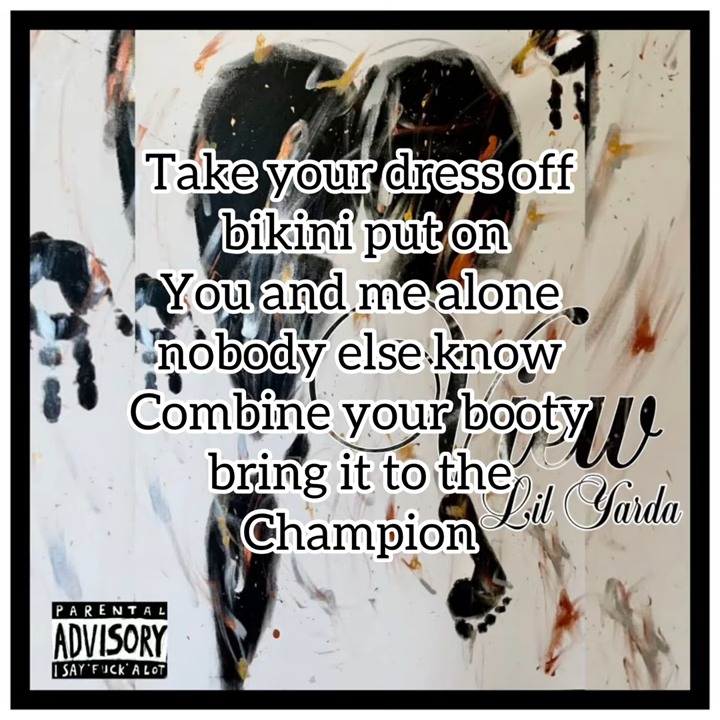 Take your dress off
bikini put on
You and me alone
nobody else know
Combine your booty
bring it to the
Champion
Lil Yarda
PARENTAL
ADVISORY
I SAY 'FUCK' A LOT